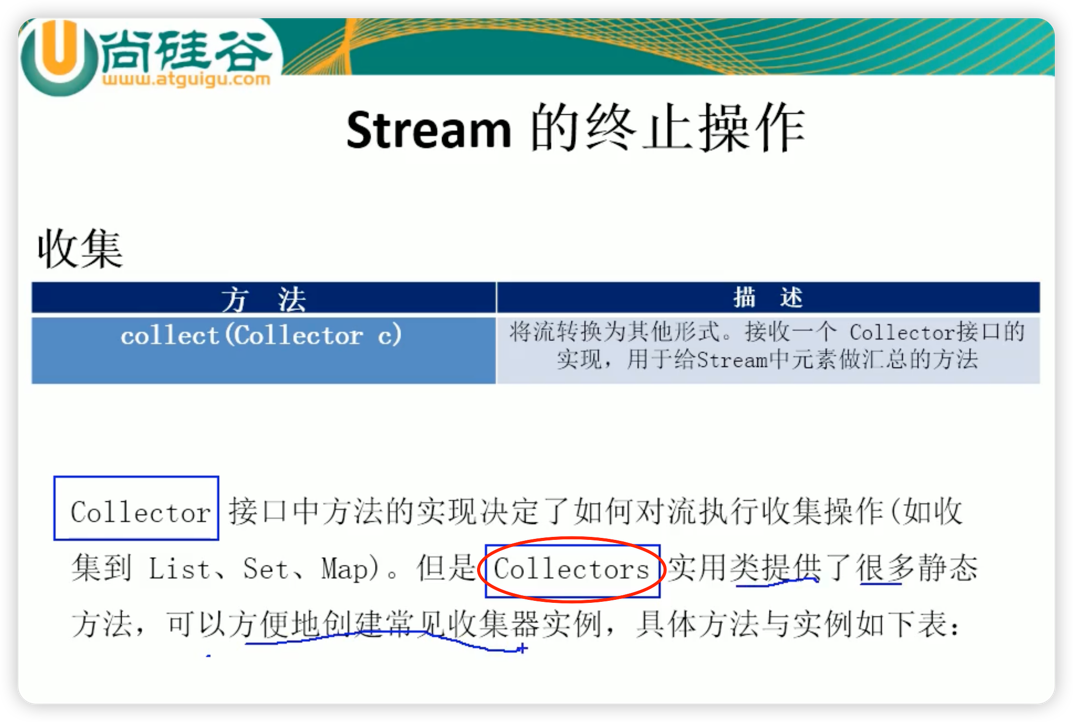 尚硅谷
www.atguigu.com
Stream 的终止操作
收集
方 法
描 述
collect(Collector c)
将流转换为其他形式。接收一个 Collector接口的
实现，用于给Stream中元素做汇总的方法
Collector 接口中方法的实现决定了如何对流执行收集操作(如收
集到 List、Set、Map)。但是 Collectors 实用类提供了很多静态
方法，可以方便地创建常见收集器实例，具体方法与实例如下表：